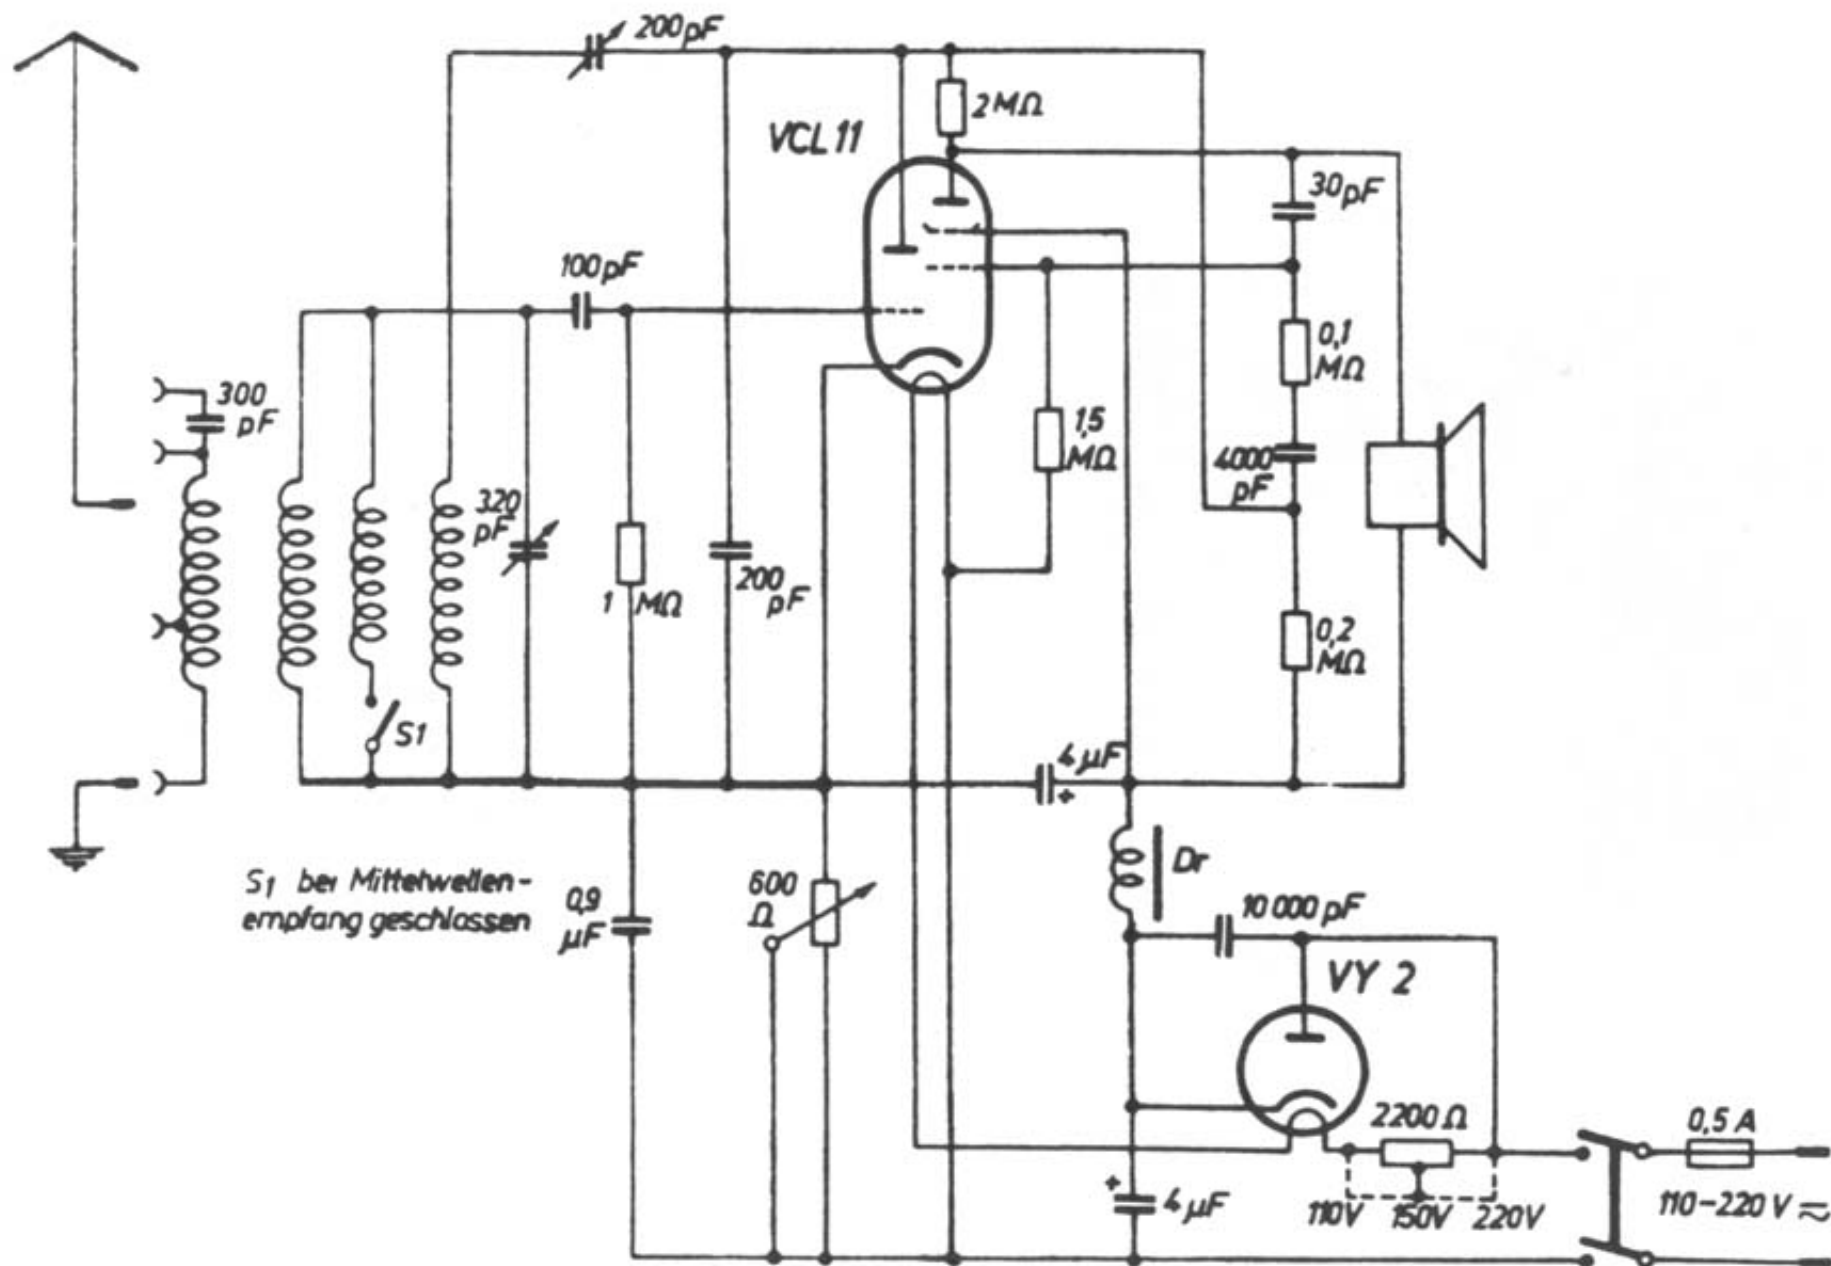 200pF
2MΩ
VCL11
30pF
100pF
0,1
MΩ
300
pF
1,5
MΩ
4000
pF
320
pF
200
pF
1 MΩ
0,2
MΩ
S1
4µF
+
Dr
S1 bei Mittelwellen-
empfang geschlossen
0,9
µF
600
Ω
10 000 pF
VY 2
2200 Ω
0,5 A
+
4µF
110V 150V 220V
110-220 V ≂